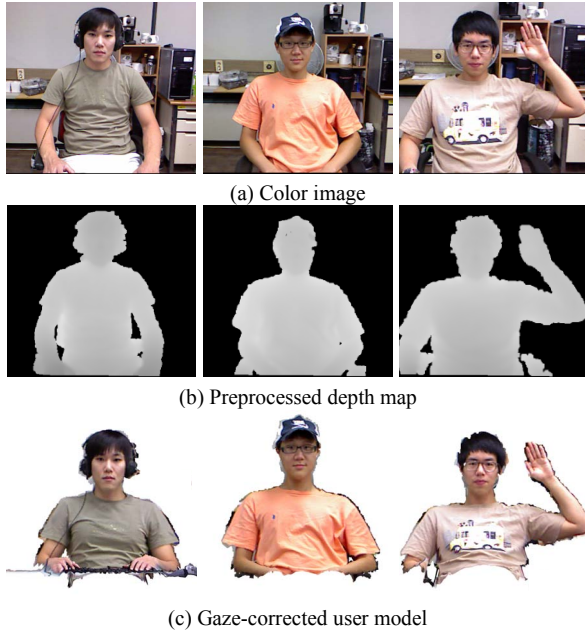 (a) Color image
(b) Preprocessed depth map
(c) Gaze-corrected user model